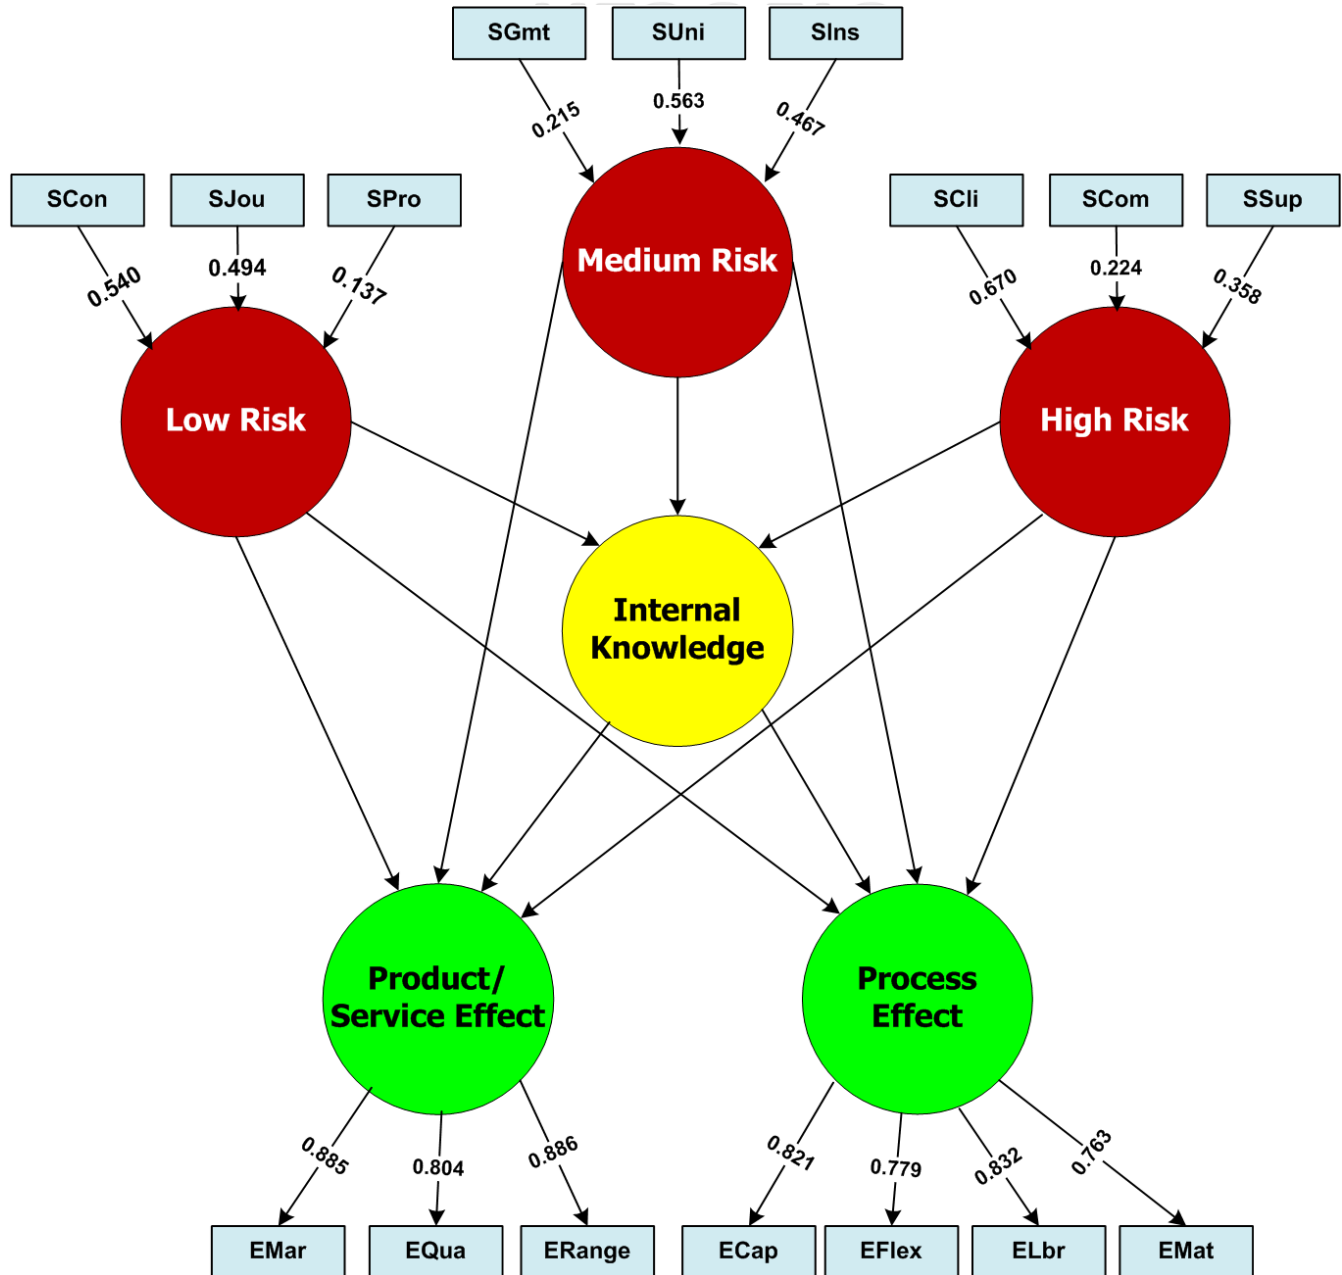 SGmt
SUni
SIns
0.215
0.563
0.467
SCon
SJou
SPro
SCli
SCom
SSup
0.540
0.494
0.137
0.670
0.224
0.358
Medium Risk
Low Risk
High Risk
Internal
Knowledge
Product/
Service Effect
Process
Effect
0.885
0.804
0.886
0.821
0.779
0.832
0.763
EMar
EQua
ERange
ECap
EFlex
ELbr
EMat